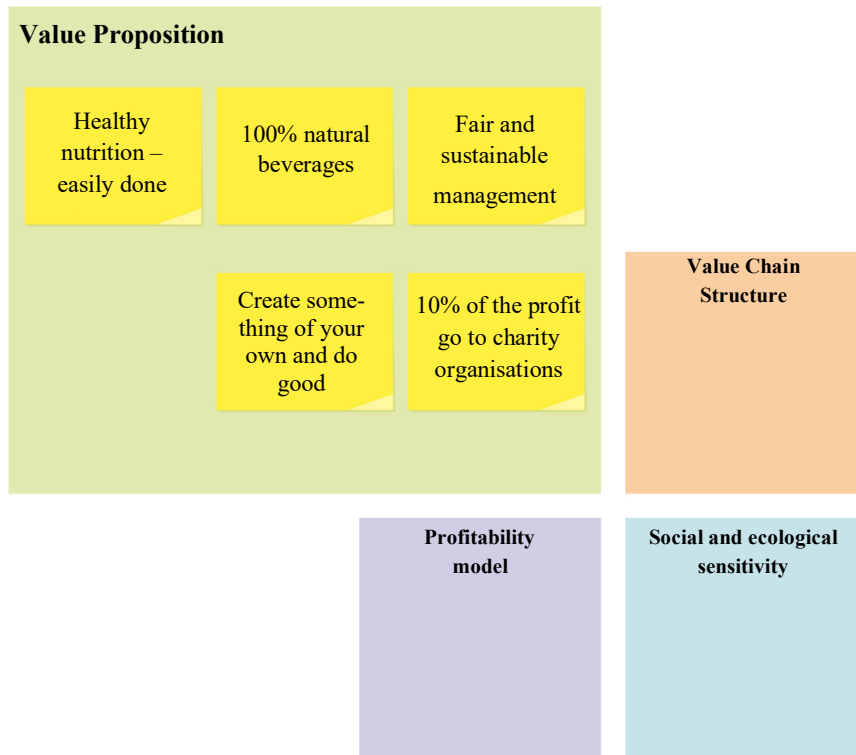 Value Proposition
Healthy
nutrition –
easily done
100% natural
beverages
Fair and
sustainable
management
Create some-
thing of your
own and do
good
10% of the profit
go to charity
organisations
Value Chain
Structure
Profitability
model
Social and ecological
sensitivity